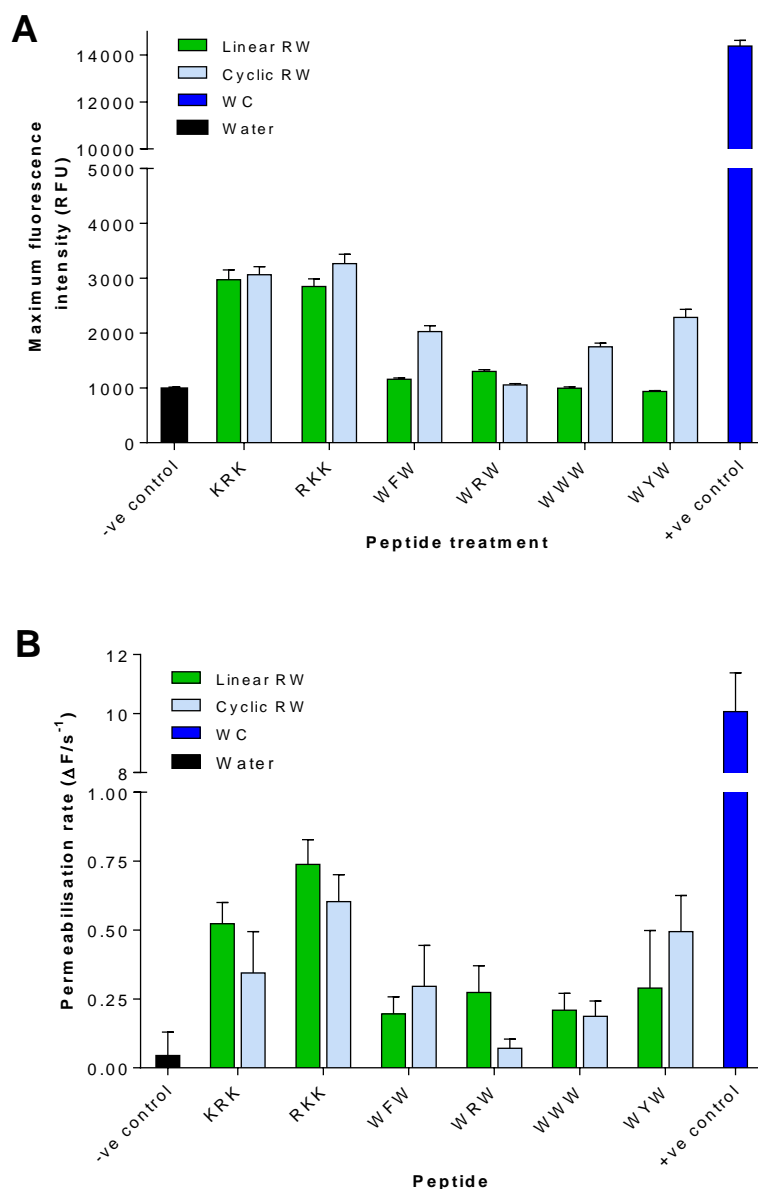 A
Linear RW
Cyclic RW
WC
Water
Maximum fluorescence
intensity (RFU)
14000
12000
10000
5000
4000
3000
2000
1000
0
-ve control
KRK
RKK
WFW
WRW
WWW
WYW
+ve control
Peptide treatment
B
Linear RW
Cyclic RW
WC
Water
Permeabilisation rate (ΔF/s⁻¹)
12
10
8
1.00
0.75
0.50
0.25
0.00
-ve control
KRK
RKK
WFW
WRW
WWW
WYW
+ve control
Peptide